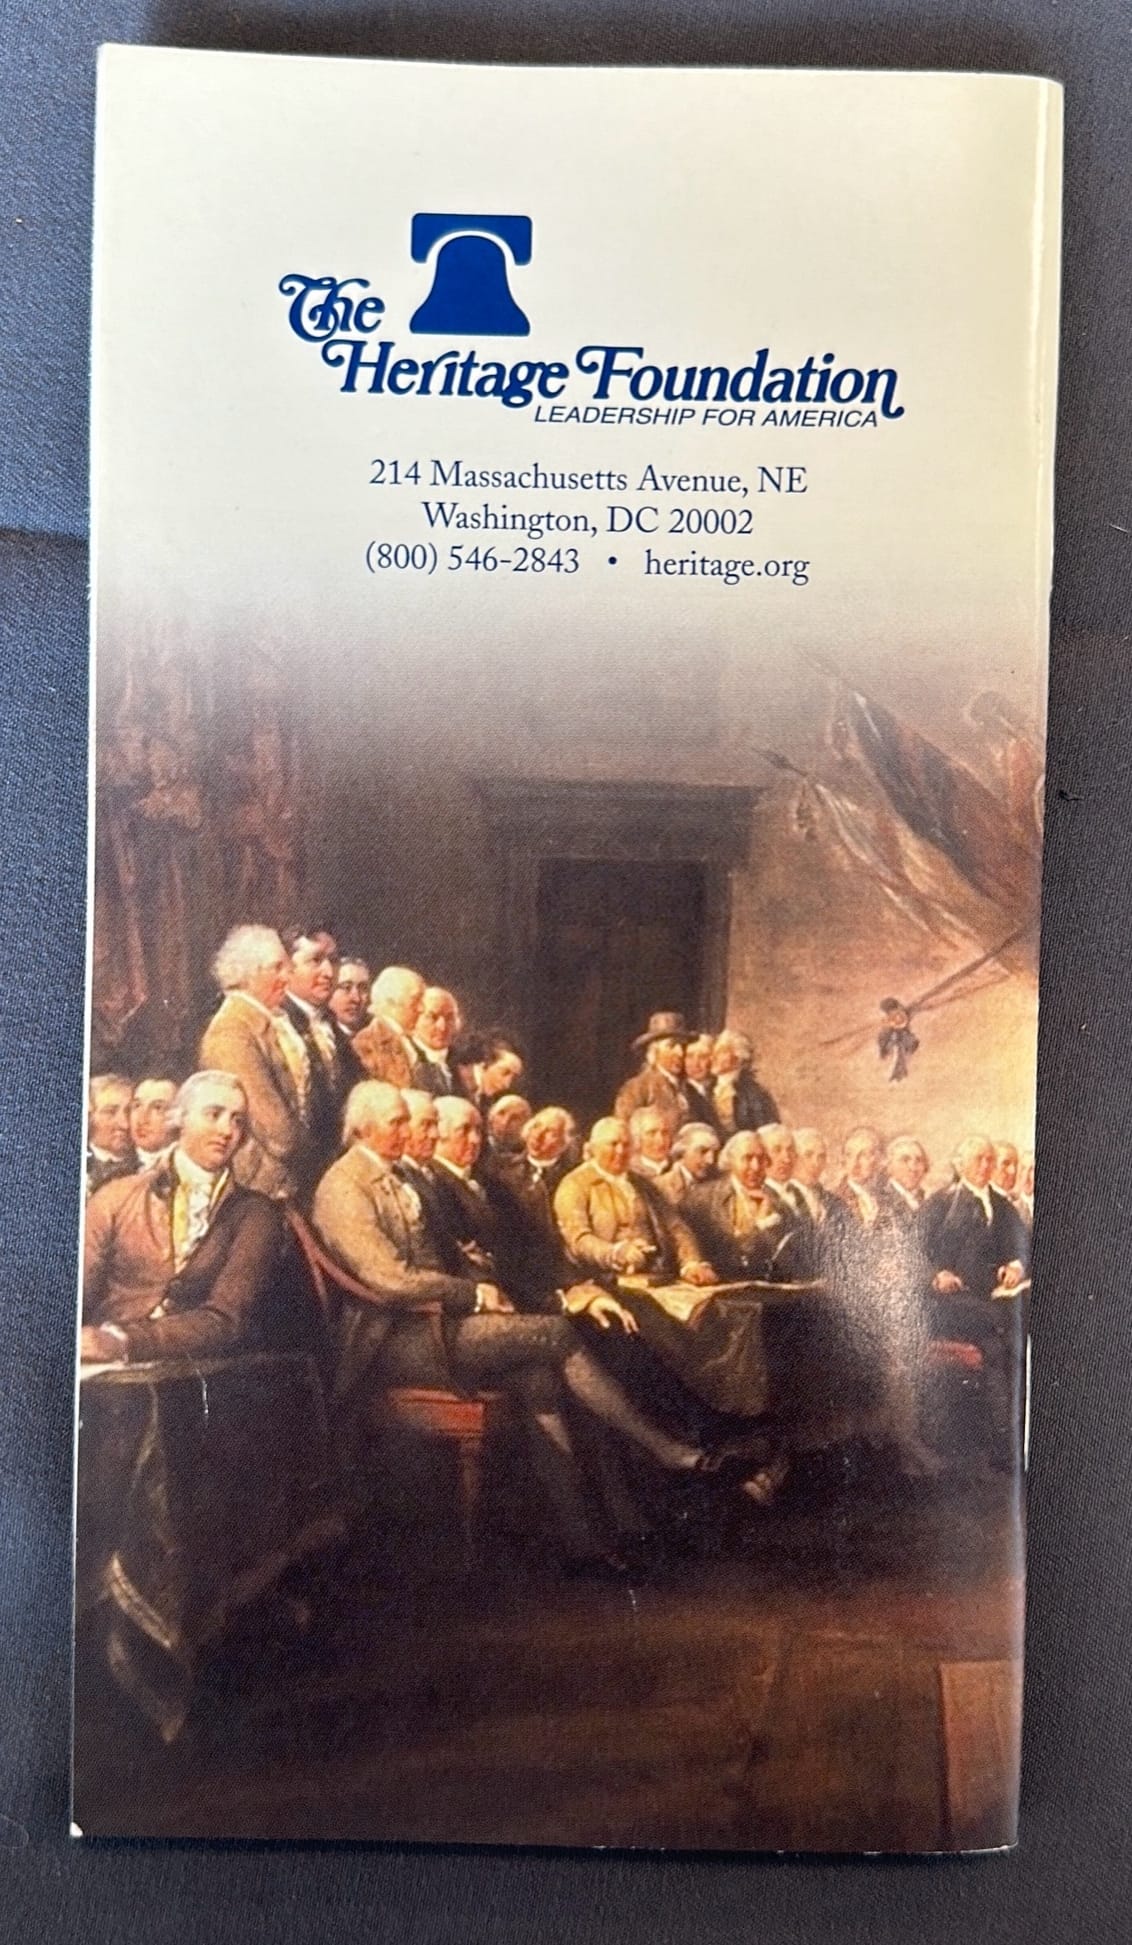 The
Heritage Foundation
LEADERSHIP FOR AMERICA
214 Massachusetts Avenue, NE
Washington, DC 20002
(800) 546-2843 • heritage.org